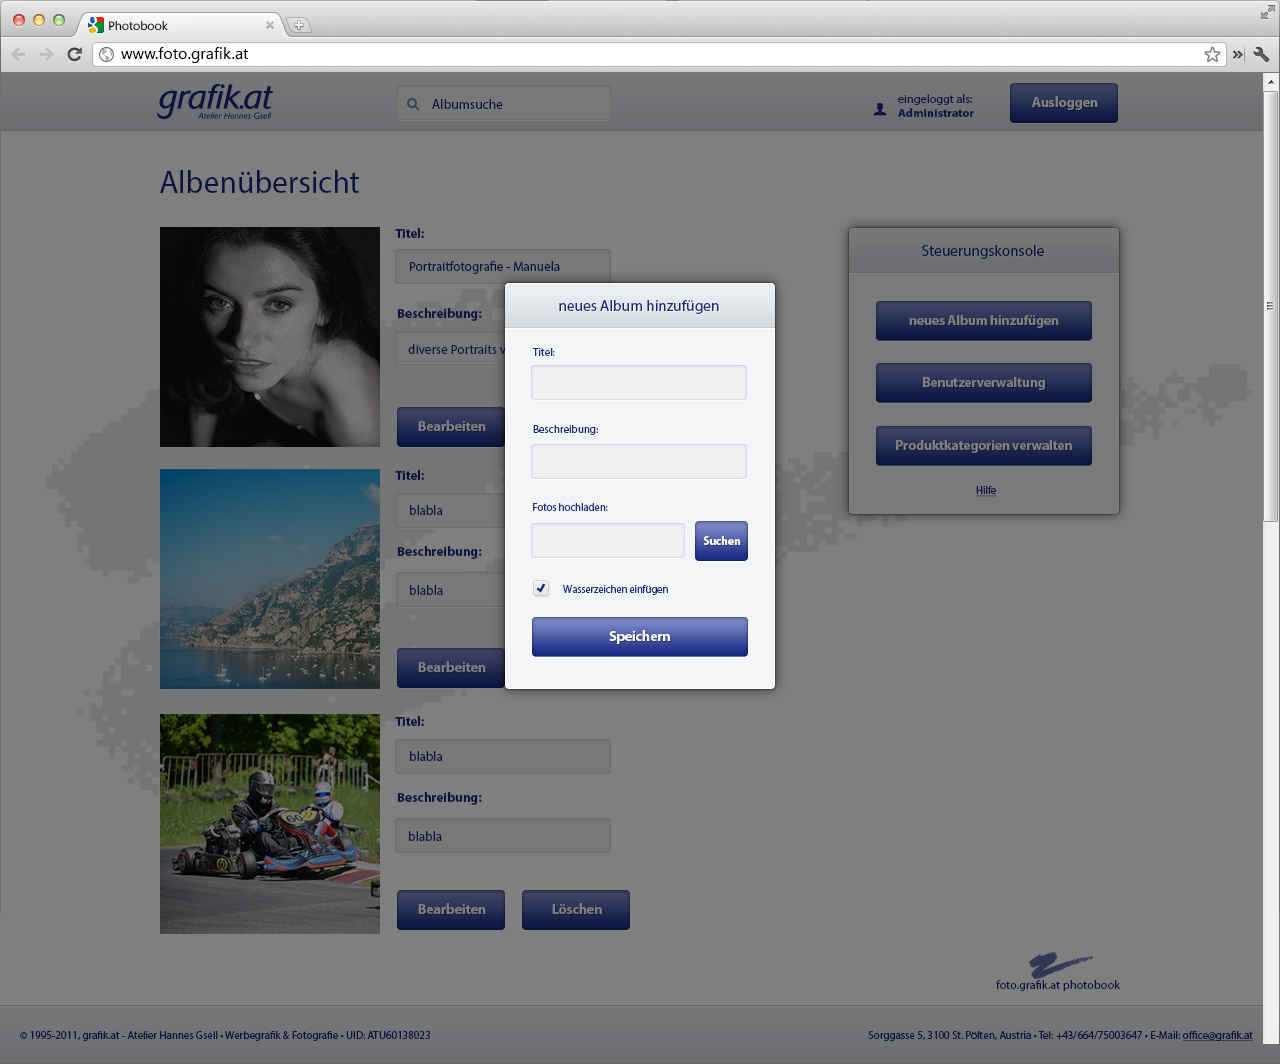 Photobook
www.foto.grafik.at
grafik.at
Atelier Hannes Gsell
Albumsuche
eingeloggt als:
Administrator
Ausloggen
Albenübersicht
Titel:
Portraitfotografie - Manuela
Beschreibung:
diverse Portraits
Bearbeiten
Titel:
blabla
Beschreibung:
blabla
Bearbeiten
Titel:
blabla
Beschreibung:
blabla
Bearbeiten
Löschen
neues Album hinzufügen
Titel:
Beschreibung:
Fotos hochladen:
Suchen
Wasserzeichen einfügen
Speichern
Steuerungskonsole
neues Album hinzufügen
Benutzerverwaltung
Produktkategorien verwalten
Hilfe
60
60
foto.grafik.at photobook
© 1995-2011, grafik.at - Atelier Hannes Gsell • Werbegrafik & Fotografie • UID: ATU60138023
Sorggasse 5, 3100 St. Pölten, Austria • Tel: +43/664/75003647 • E-Mail: office@grafik.at